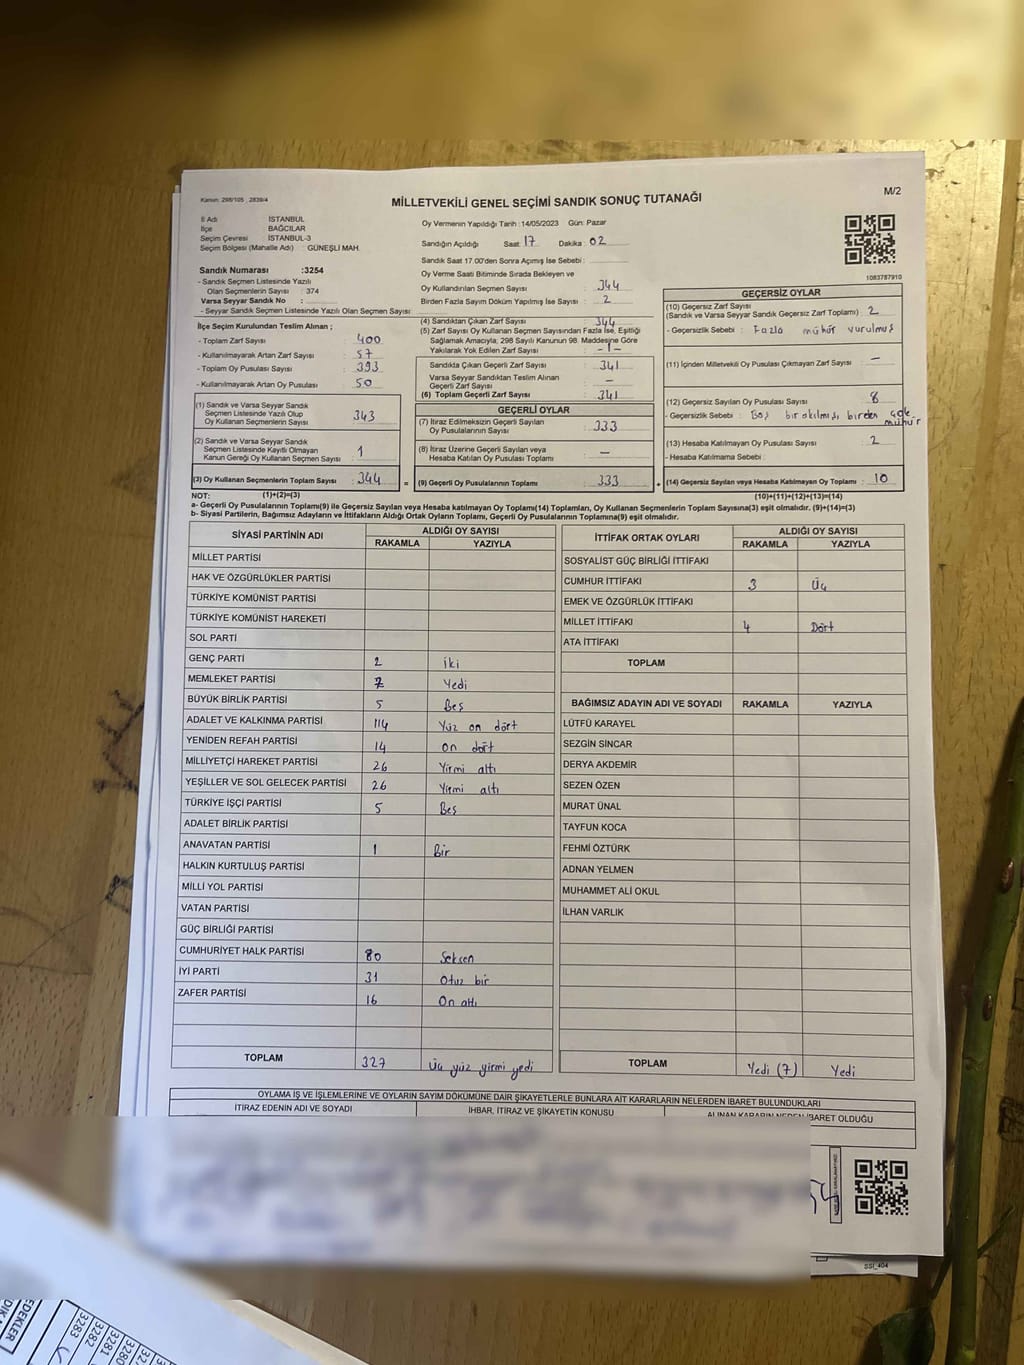 Kanun: 298/105 , 2839/4
MİLLETVEKİLİ GENEL SEÇİMİ SANDIK SONUÇ TUTANAĞI
M/2
İl Adı İSTANBUL
İlçe BAĞCILAR
Seçim Çevresi İSTANBUL-3
Seçim Bölgesi (Mahalle Adı) : GÜNEŞLİ MAH.
Sandık Numarası :3254
- Sandık Seçmen Listesinde Yazılı
Olan Seçmenlerin Sayısı : 374
Varsa Seyyar Sandık No :
- Seyyar Sandık Seçmen Listesinde Yazılı Olan Seçmen Sayısı
İlçe Seçim Kurulundan Teslim Alınan ;
- Toplam Zarf Sayısı : 400
- Kullanılmayarak Artan Zarf Sayısı : 57
- Toplam Oy Pusulası Sayısı : 393
- Kullanılmayarak Artan Oy Pusulası : 50
(1) Sandık ve Varsa Seyyar Sandık
Seçmen Listesinde Yazılı Olup
Oy Kullanan Seçmenlerin Sayısı : 343
(2) Sandık ve Varsa Seyyar Sandık
Seçmen Listesinde Kayıtlı Olmayan
Kanun Gereği Oy Kullanan Seçmen Sayısı : 1
(3) Oy Kullanan Seçmenlerin Toplam Sayısı : 344 =
Oy Vermenin Yapıldığı Tarih : 14/05/2023 Gün: Pazar
Sandığın Açıldığı Saat: 17 Dakika : 02
Sandık Saat 17.00'den Sonra Açımış İse Sebebi :
Oy Verme Saati Bitiminde Sırada Bekleyen ve
Oy Kullandırılan Seçmen Sayısı : 344
Birden Fazla Sayım Döküm Yapılmış İse Sayısı : 2
(4) Sandıktan Çıkan Zarf Sayısı : 344
(5) Zarf Sayısı Oy Kullanan Seçmen Sayısından Fazla İse, Eşitliği
Sağlamak Amacıyla; 298 Sayılı Kanunun 98. Maddesine Göre
Yakılarak Yok Edilen Zarf Sayısı : -1-
Sandıkta Çıkan Geçerli Zarf Sayısı : 341
Varsa Seyyar Sandıktan Teslim Alınan
Geçerli Zarf Sayısı : —
(6) Toplam Geçerli Zarf Sayısı : 341
GEÇERLİ OYLAR
(7) İtiraz Edilmeksizin Geçerli Sayılan
Oy Pusulalarının Sayısı : 333
(8) İtiraz Üzerine Geçerli Sayılan veya
Hesaba Katılan Oy Pusulası Toplamı : —
(9) Geçerli Oy Pusulalarının Toplamı : 333 +
1083787910
GEÇERSİZ OYLAR
(10) Geçersiz Zarf Sayısı
(Sandık ve Varsa Seyyar Sandık Geçersiz Zarf Toplamı) : 2
- Geçersizlik Sebebi : Fazla mühür vurulmuş
(11) İçinden Milletvekili Oy Pusulası Çıkmayan Zarf Sayısı : —
(12) Geçersiz Sayılan Oy Pusulası Sayısı : 8
- Geçersizlik Sebebi : Boş bırakılmış, birden çok
mühür
(13) Hesaba Katılmayan Oy Pusulası Sayısı : 2
- Hesaba Katılmama Sebebi :
(14) Geçersiz Sayılan veya Hesaba Katılmayan Oy Toplamı : 10
NOT: (1)+(2)=(3) (10)+(11)+(12)+(13)=(14)
a- Geçerli Oy Pusulalarının Toplamı(9) ile Geçersiz Sayılan veya Hesaba katılmayan Oy Toplamı(14) Toplamları, Oy Kullanan Seçmenlerin Toplam Sayısına(3) eşit olmalıdır. (9)+(14)=(3)
b- Siyasi Partilerin, Bağımsız Adayların ve İttifakların Aldığı Ortak Oyların Toplamı, Geçerli Oy Pusulalarının Toplamına(9) eşit olmalıdır.
SİYASİ PARTİNİN ADI ALDIĞI OY SAYISI
RAKAMLA YAZIYLA
MİLLET PARTİSİ
HAK VE ÖZGÜRLÜKLER PARTİSİ
TÜRKİYE KOMÜNİST PARTİSİ
TÜRKİYE KOMÜNİST HAREKETİ
SOL PARTİ
GENÇ PARTİ 2 iki
MEMLEKET PARTİSİ 7 Yedi
BÜYÜK BİRLİK PARTİSİ 5 Beş
ADALET VE KALKINMA PARTİSİ 114 Yüz on dört
YENİDEN REFAH PARTİSİ 14 on dört
MİLLİYETÇİ HAREKET PARTİSİ 26 Yirmi altı
YEŞİLLER VE SOL GELECEK PARTİSİ 26 Yirmi altı
TÜRKİYE İŞÇİ PARTİSİ 5 Beş
ADALET BİRLİK PARTİSİ
ANAVATAN PARTİSİ 1 Bir
HALKIN KURTULUŞ PARTİSİ
MİLLİ YOL PARTİSİ
VATAN PARTİSİ
GÜÇ BİRLİĞİ PARTİSİ
CUMHURİYET HALK PARTİSİ 80 Seksen
İYİ PARTİ 31 Otuz bir
ZAFER PARTİSİ 16 On altı
TOPLAM 327 Üç yüz yirmi yedi
İTTİFAK ORTAK OYLARI ALDIĞI OY SAYISI
RAKAMLA YAZIYLA
SOSYALİST GÜÇ BİRLİĞİ İTTİFAKI
CUMHUR İTTİFAKI 3 Üç
EMEK VE ÖZGÜRLÜK İTTİFAKI
MİLLET İTTİFAKI 4 Dört
ATA İTTİFAKI
TOPLAM
BAĞIMSIZ ADAYIN ADI VE SOYADI RAKAMLA YAZIYLA
LÜTFÜ KARAYEL
SEZGİN SİNCAR
DERYA AKDEMİR
SEZEN ÖZEN
MURAT ÜNAL
TAYFUN KOCA
FEHMİ ÖZTÜRK
ADNAN YELMEN
MUHAMMET ALİ OKUL
İLHAN VARLIK
TOPLAM Yedi (7) Yedi
OYLAMA İŞ VE İŞLEMLERİNE VE OYLARIN SAYIM DÖKÜMÜNE DAİR ŞİKAYETLERLE BUNLARA AİT KARARLARIN NELERDEN İBARET BULUNDUKLARI
İTİRAZ EDENİN ADI VE SOYADI İHBAR, İTİRAZ VE ŞİKAYETİN KONUSU ALINAN KARARIN NEDEN İBARET OLDUĞU
SSİ_404
EDEKLER
3283
3282
3281